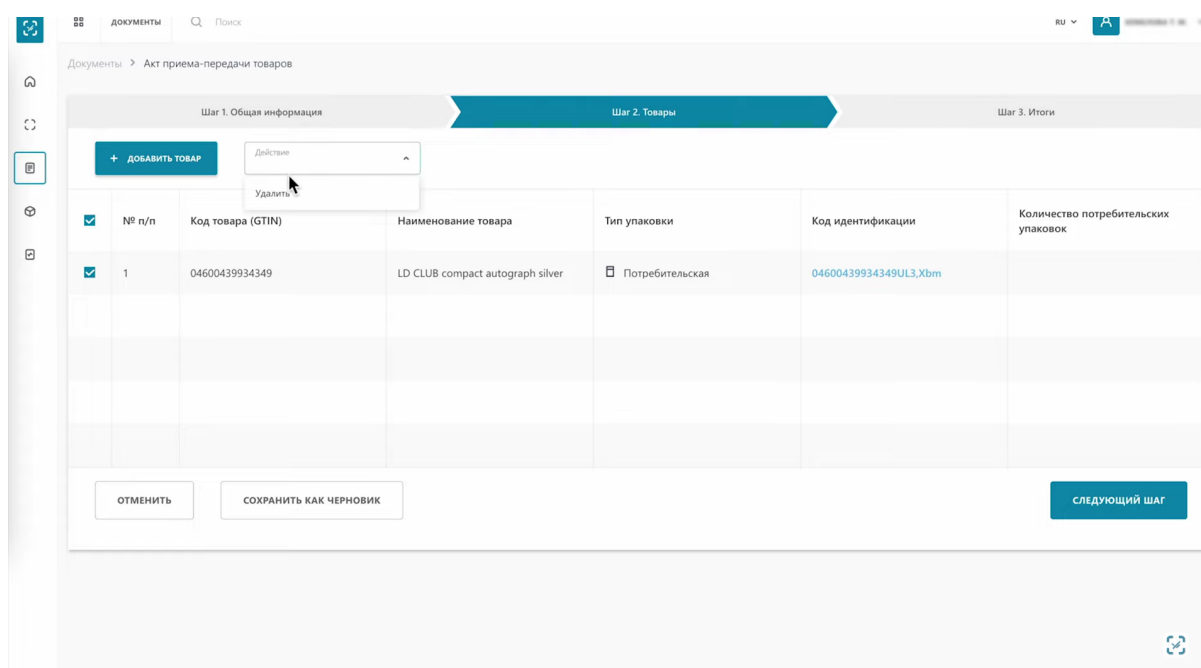 ДОКУМЕНТЫ
Поиск
RU
Документы > Акт приема-передачи товаров
Шаг 1. Общая информация
Шаг 2. Товары
Шаг 3. Итоги
+ ДОБАВИТЬ ТОВАР
Действие
Удалить
№ п/п
Код товара (GTIN)
Наименование товара
Тип упаковки
Код идентификации
Количество потребительских
упаковок
1
04600439934349
LD CLUB compact autograph silver
Потребительская
04600439934349UL3,Xbm
ОТМЕНИТЬ
СОХРАНИТЬ КАК ЧЕРНОВИК
СЛЕДУЮЩИЙ ШАГ